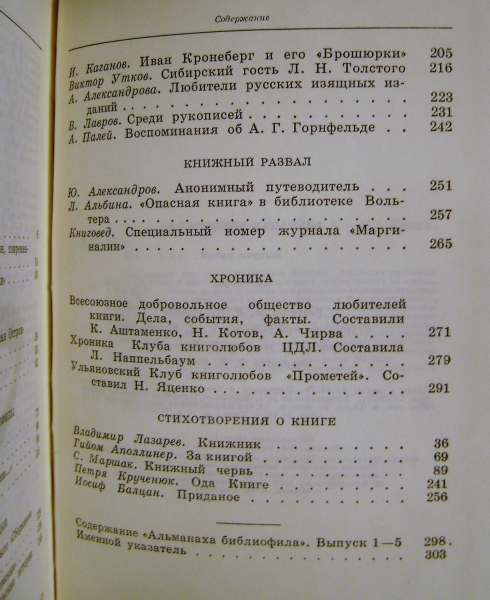 Содержание
И. Каганов. Иван Кронеберг и его «Брошюрки» 205
Виктор Утков. Сибирский гость Л. Н. Толстого 216
А. Александрова. Любители русских изящных из-
даний . . . . . . . . . . . . . . . . 223
В. Лавров. Среди рукописей . . . . . . . . . 231
А. Палей. Воспоминания об А. Г. Горнфельде . . 242
КНИЖНЫЙ РАЗВАЛ
Ю. Александров. Анонимный путеводитель . . . 251
Л. Альбина. «Опасная книга» в библиотеке Воль-
тера . . . . . . . . . . . . . . . . 257
Книговед. Специальный номер журнала «Марги-
налии» . . . . . . . . . . . . . . . 265
ХРОНИКА
Всесоюзное добровольное общество любителей
книги. Дела, события, факты. Составили
К. Аштаменко, Н. Котов, А. Чирва . . . . 271
Хроника Клуба книголюбов ЦДЛ. Составила
Л. Наппельбаум . . . . . . . . . . . . 279
Ульяновский Клуб книголюбов «Прометей». Со-
ставил Н. Яценко . . . . . . . . . . . 291
СТИХОТВОРЕНИЯ О КНИГЕ
Владимир Лазарев. Книжник . . . . . . . . 36
Гийом Аполлинер. За книгой . . . . . . . . 69
С. Маршак. Книжный червь . . . . . . . . 89
Петря Крученюк. Ода Книге . . . . . . . . 241
Иосиф Балцан. Приданое . . . . . . . . . 256
Содержание «Альманаха библиофила». Выпуск 1—5 298.
Именной указатель . . . . . . . . . . . . 303